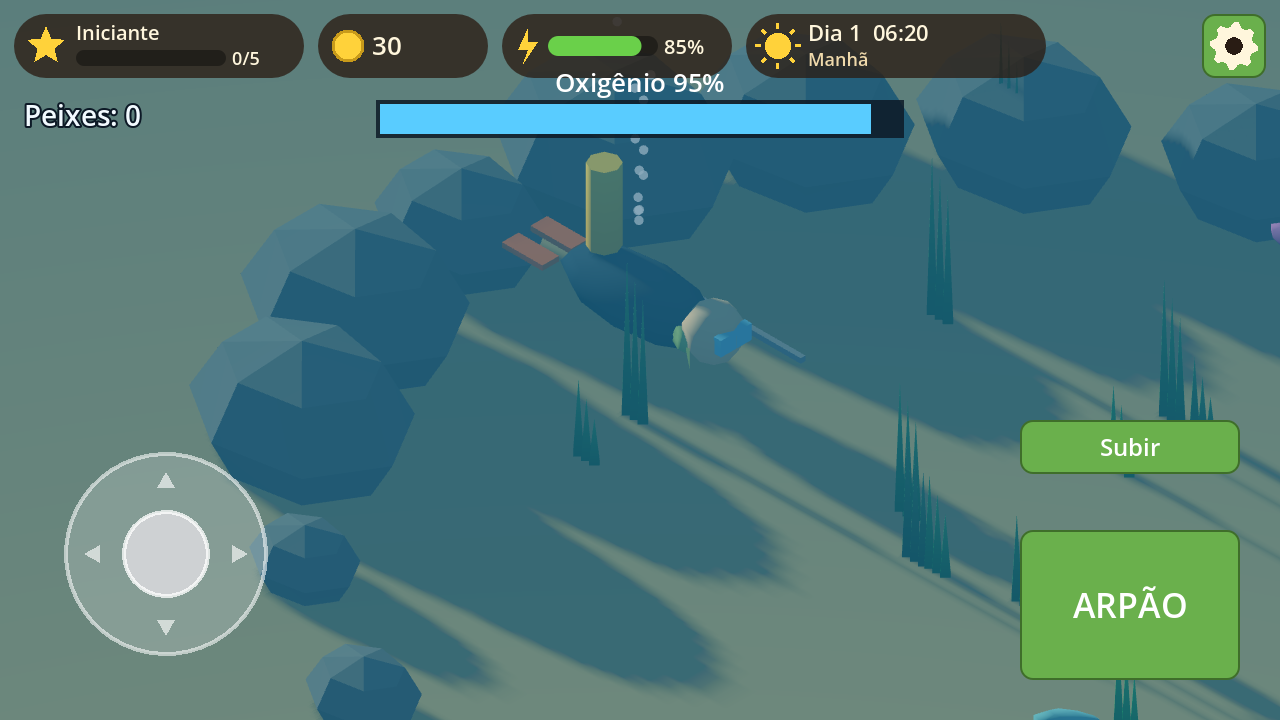 Iniciante
0/5
30
85%
Dia 1 06:20
Manhã
Oxigênio 95%
Peixes: 0
Subir
ARPÃO